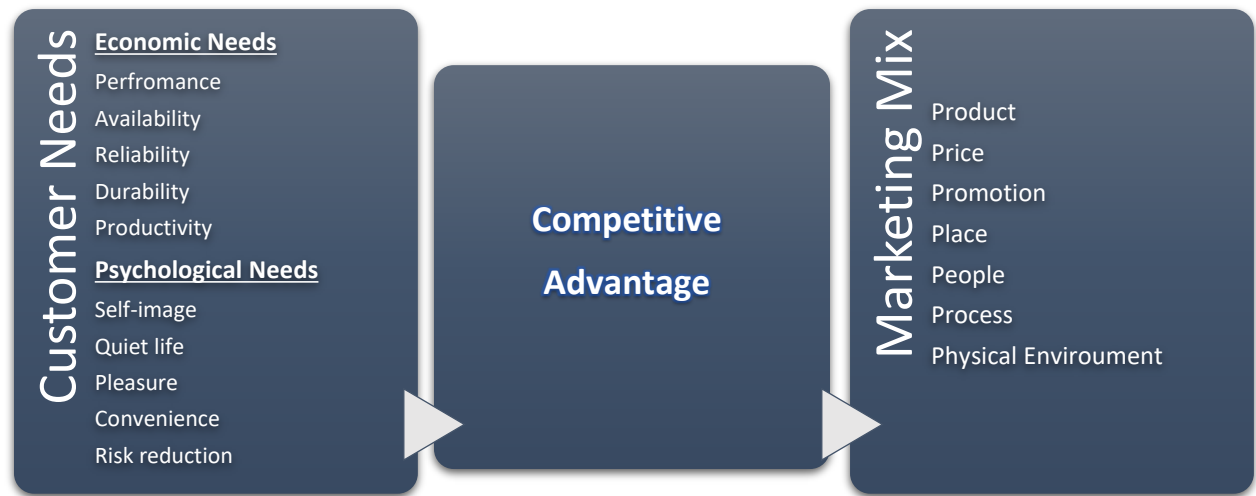 Customer Needs
Economic Needs
Perfromance
Availability
Reliability
Durability
Productivity
Psychological Needs
Self-image
Quiet life
Pleasure
Convenience
Risk reduction
Competitive
Advantage
Marketing Mix
Product
Price
Promotion
Place
People
Process
Physical Enviroument